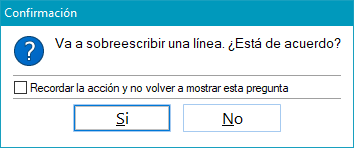 Confirmación
Va a sobreescribir una línea. ¿Está de acuerdo?
Recordar la acción y no volver a mostrar esta pregunta
Si
No